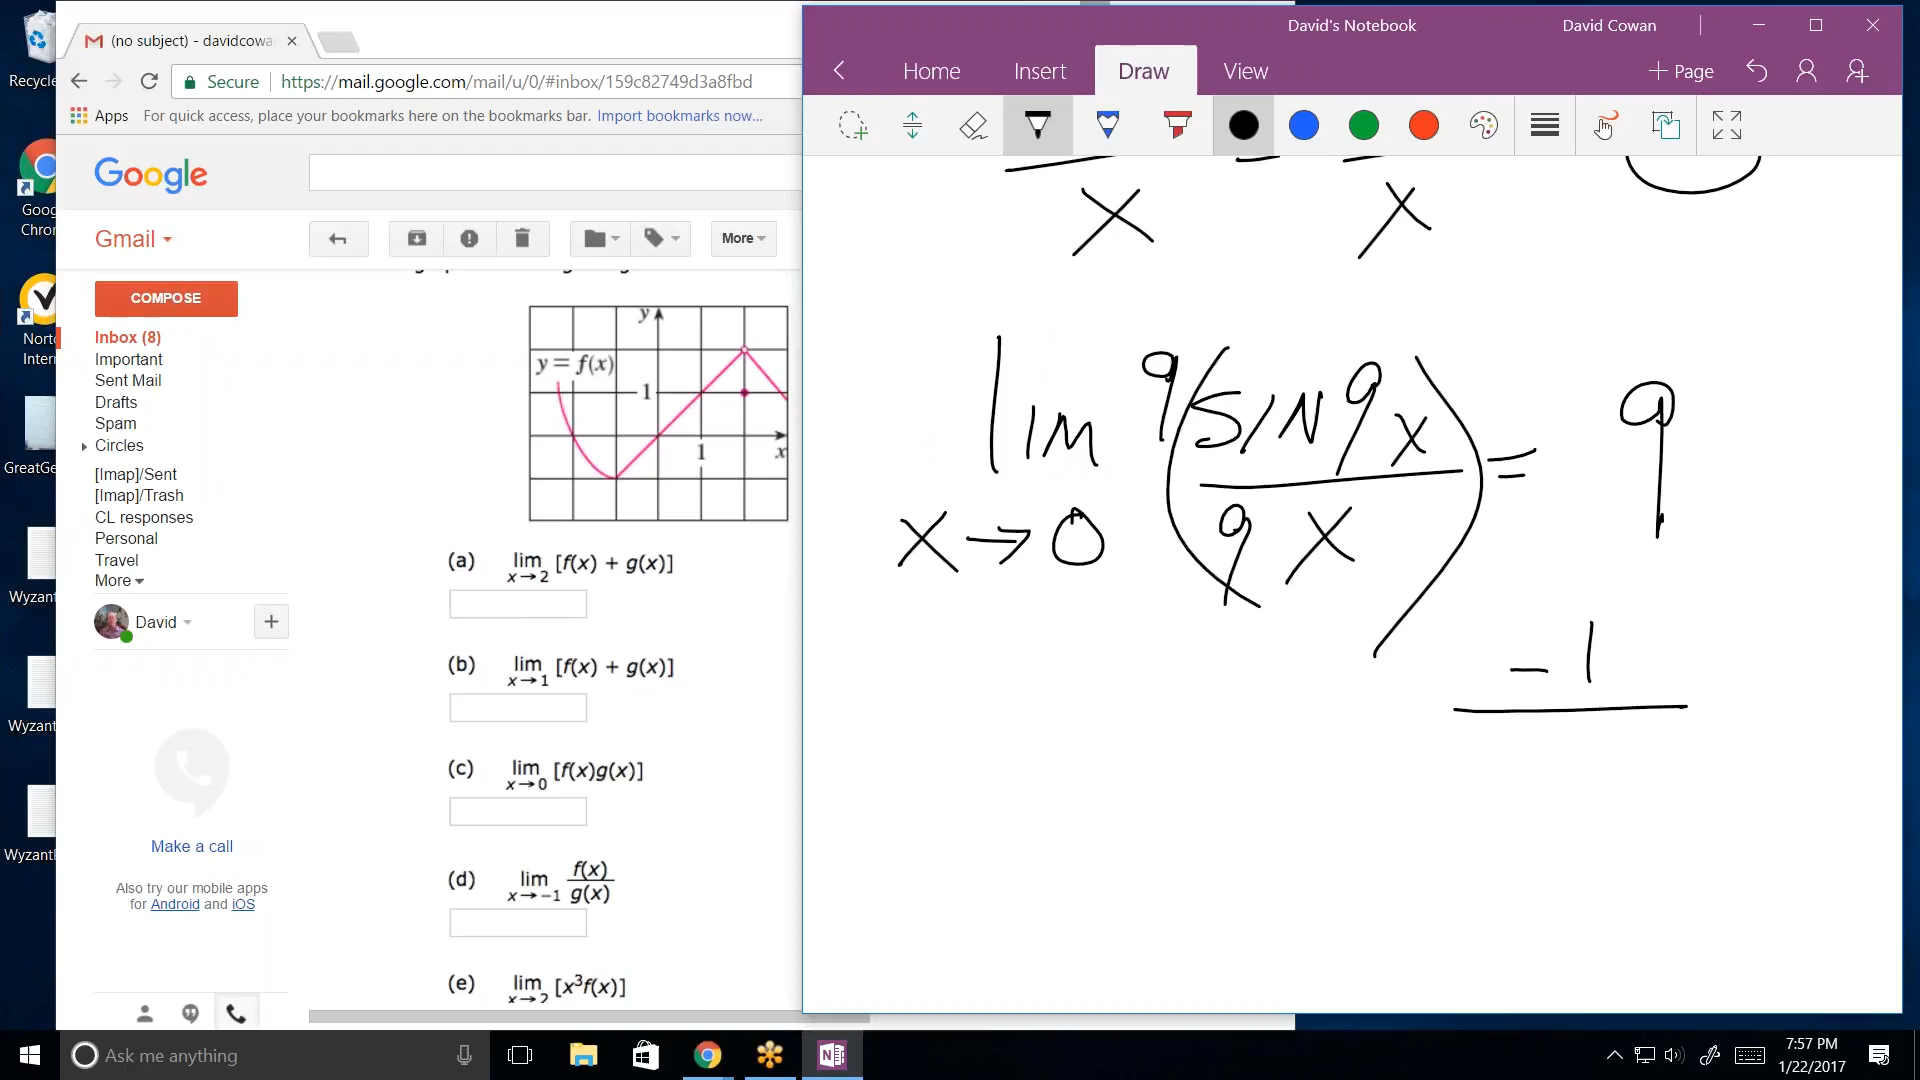 Recycle
Goog
Chron
Norto
Intern
GreatGe
Wyzant
Wyzant
Wyzant
(no subject) - davidcowa
Secure
https://mail.google.com/mail/u/0/#inbox/159c82749d3a8fbd
Apps
For quick access, place your bookmarks here on the bookmarks bar. Import bookmarks now...
Google
Gmail
More
COMPOSE
Inbox (8)
Important
Sent Mail
Drafts
Spam
Circles
[Imap]/Sent
[Imap]/Trash
CL responses
Personal
Travel
More
David
Make a call
Also try our mobile apps
for Android and iOS
y
y = f(x)
1
1
x
(a) lim x→2 [f(x) + g(x)]
(b) lim x→1 [f(x) + g(x)]
(c) lim x→0 [f(x)g(x)]
(d) lim x→-1 f(x)/g(x)
(e) lim x→2 [x³f(x)]
David's Notebook
David Cowan
Home Insert Draw View
+ Page
x x
lim 9 (SIN 9x
x→0 9x) = 9
- 1
Ask me anything
7:57 PM
1/22/2017